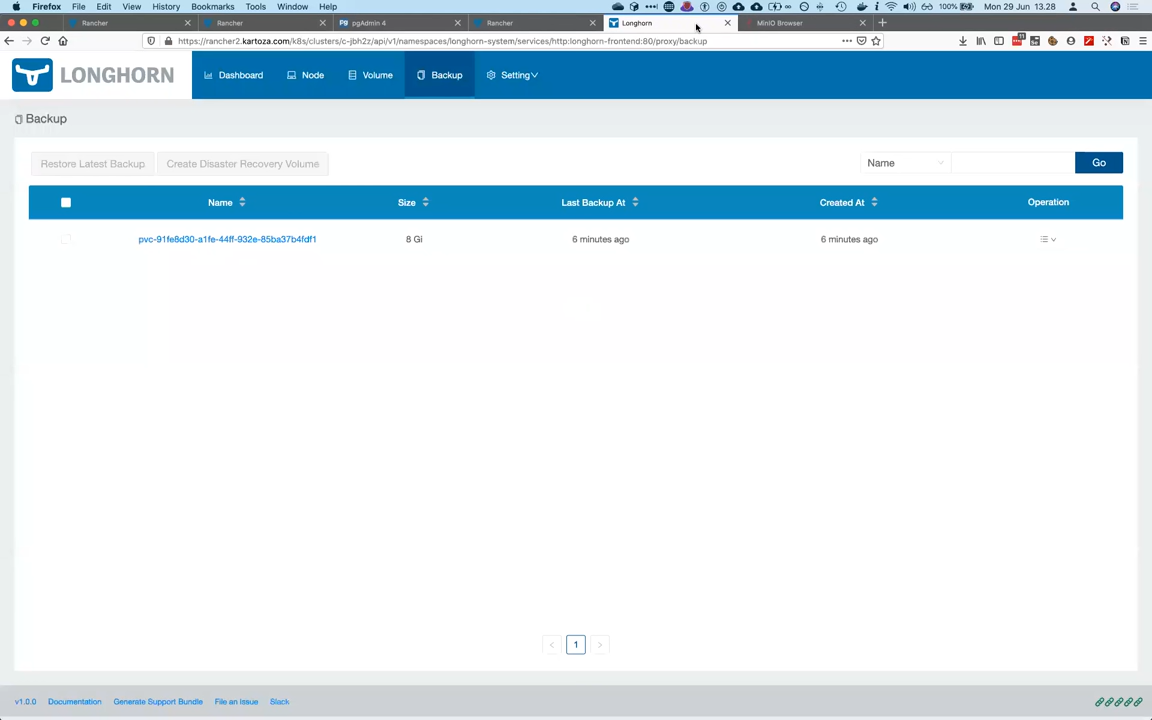 Firefox File Edit View History Bookmarks Tools Window Help 100% Mon 29 Jun 13.28
Rancher Rancher pgAdmin 4 Rancher Longhorn MinIO Browser
https://rancher2.kartoza.com/k8s/clusters/c-jbh2z/api/v1/namespaces/longhorn-system/services/http:longhorn-frontend:80/proxy/backup
LONGHORN Dashboard Node Volume Backup Setting
Backup
Restore Latest Backup Create Disaster Recovery Volume Name Go
Name Size Last Backup At Created At Operation
pvc-91fe8d30-a1fe-44ff-932e-85ba37b4fdf1 8 Gi 6 minutes ago 6 minutes ago
1
v1.0.0 Documentation Generate Support Bundle File an Issue Slack